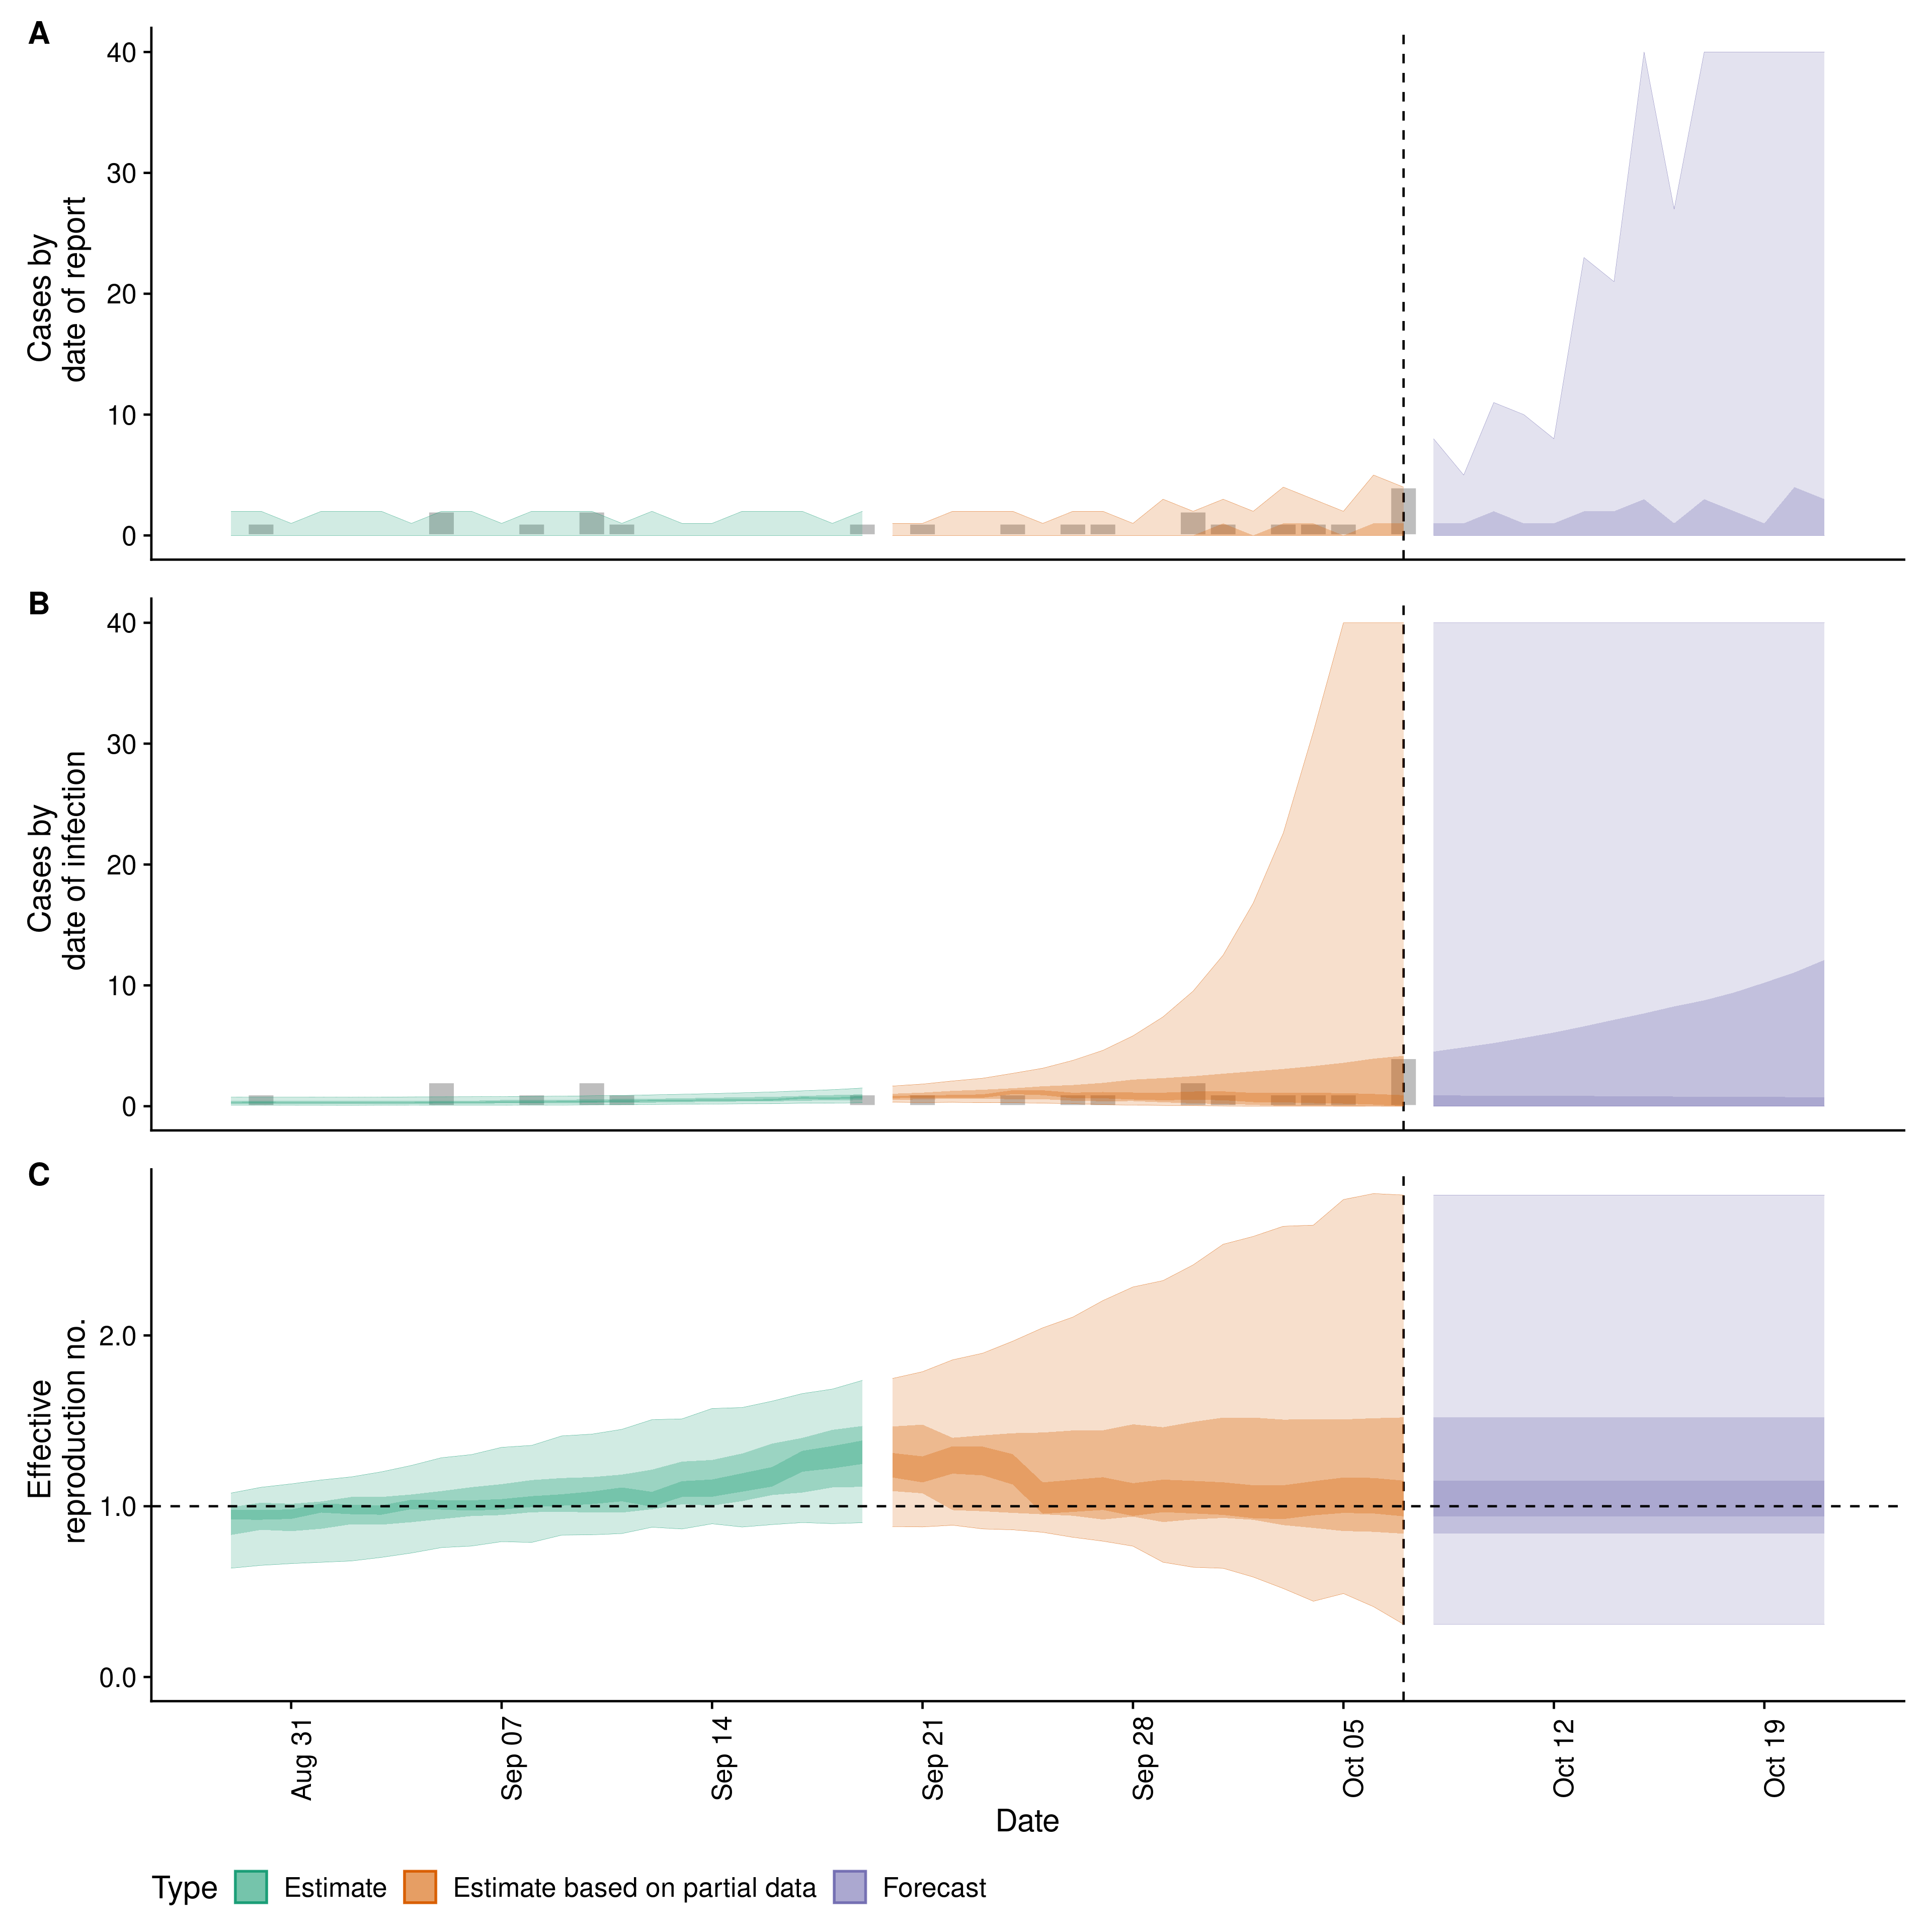 A
40
30
20
10
0
Cases by
date of report
B
40
30
20
10
0
Cases by
date of infection
C
2.0
1.0
0.0
Effective
reproduction no.
Aug 31
Sep 07
Sep 14
Sep 21
Sep 28
Oct 05
Oct 12
Oct 19
Date
Type Estimate Estimate based on partial data Forecast